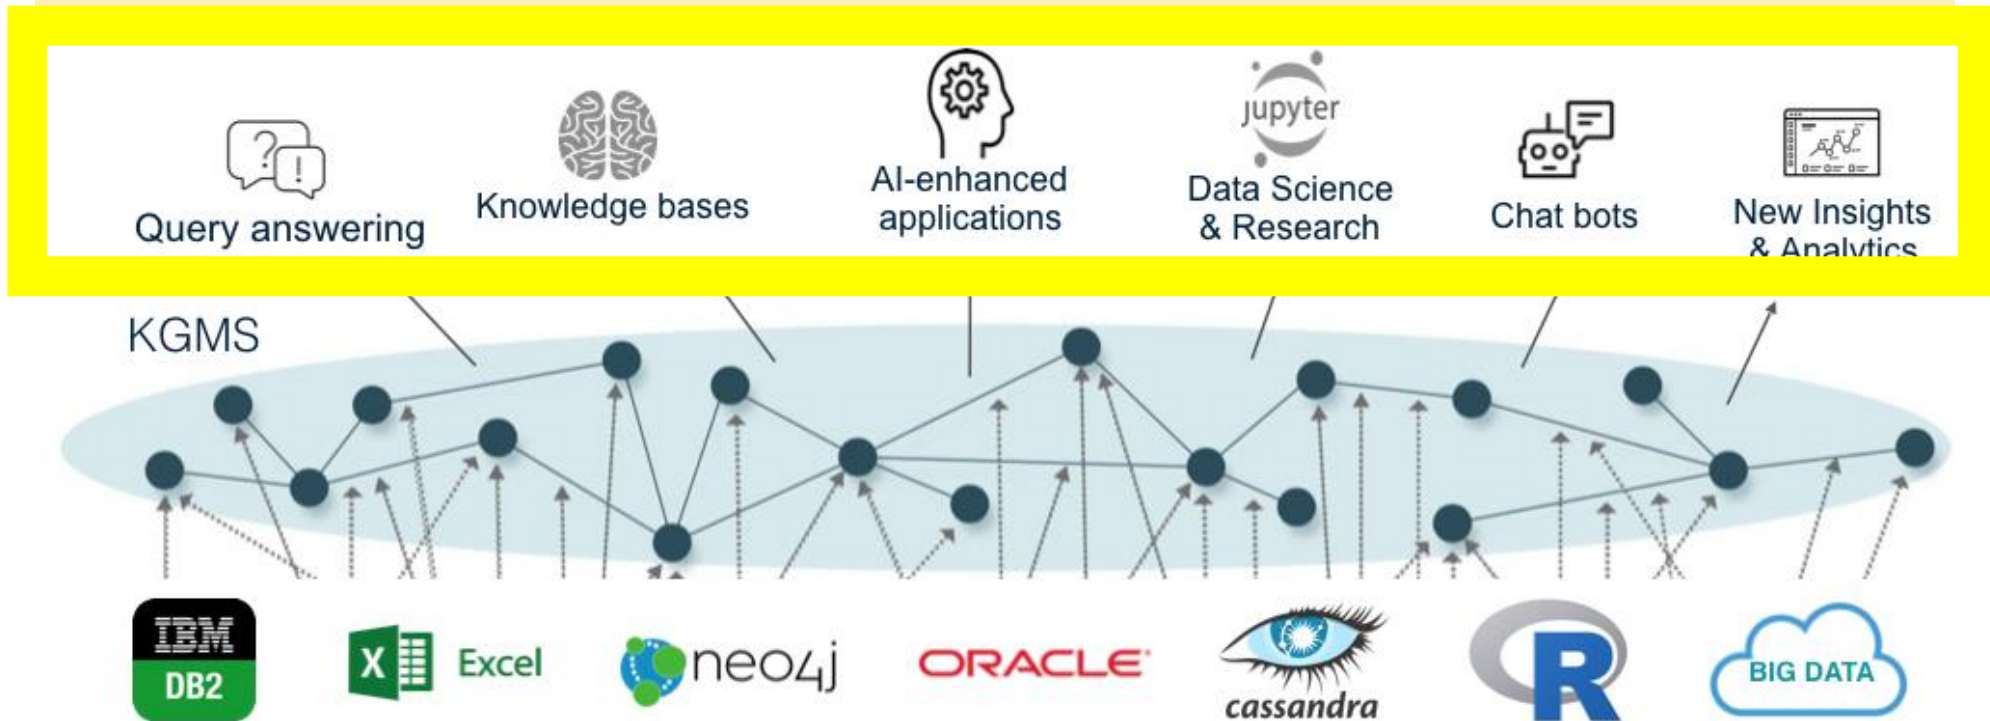 jupyter
Query answering
Knowledge bases
AI-enhanced
applications
Data Science
& Research
Chat bots
New Insights
& Analytics
KGMS
IBM
DB2
X
Excel
neo4j
ORACLE
cassandra
R
BIG DATA